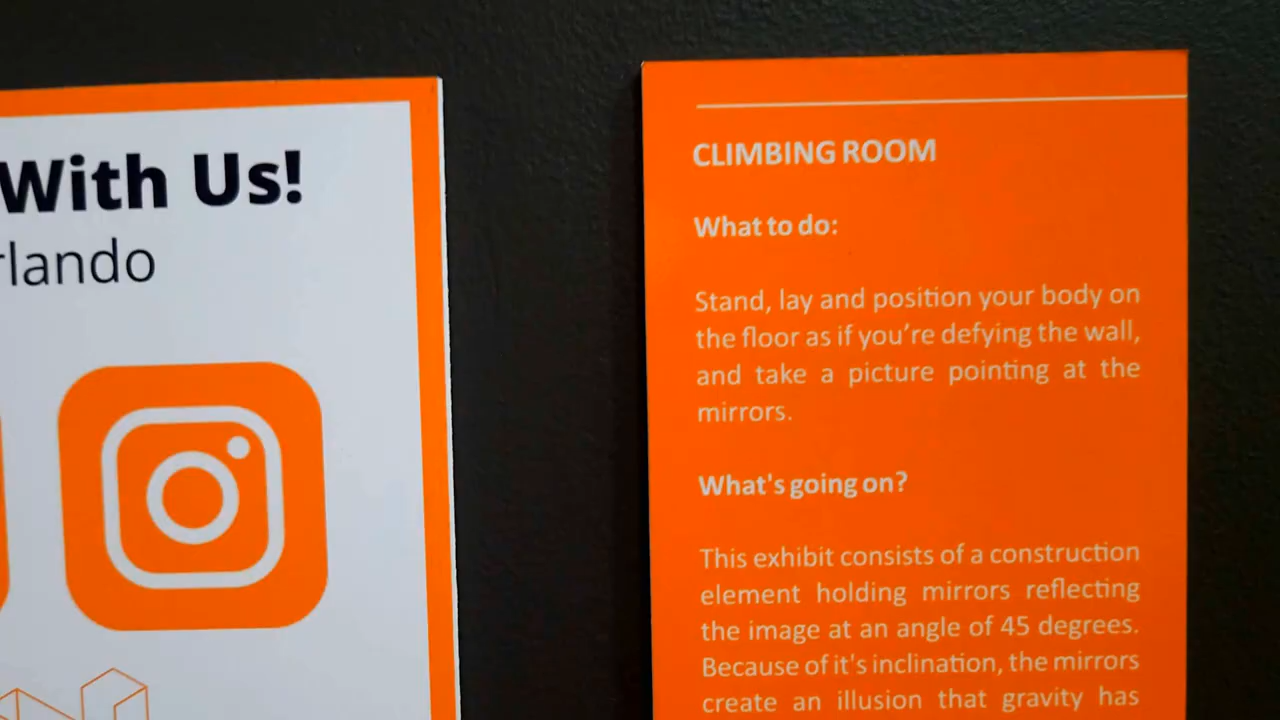 With Us!
rlando
CLIMBING ROOM
What to do:
Stand, lay and position your body on
the floor as if you're defying the wall,
and take a picture pointing at the
mirrors.
What's going on?
This exhibit consists of a construction
element holding mirrors reflecting
the image at an angle of 45 degrees.
Because of it's inclination, the mirrors
create an illusion that gravity has